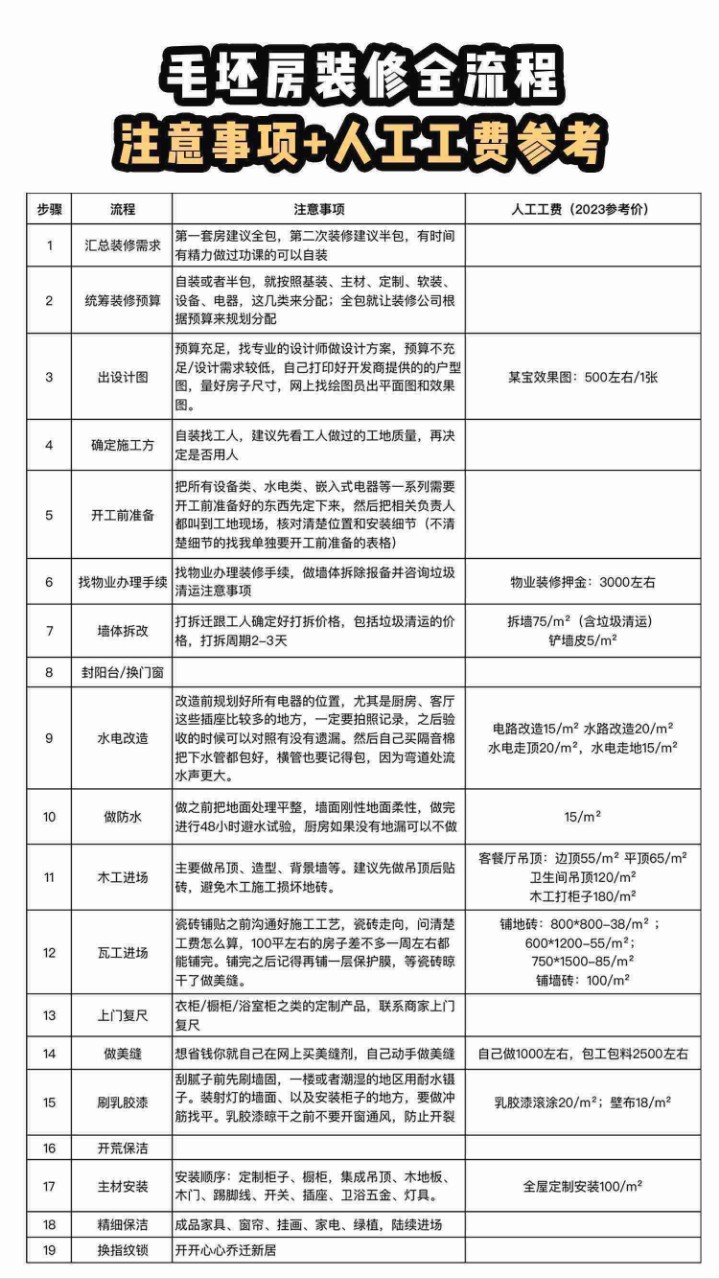 毛坯房装修全流程
注意事项+人工工费参考
步骤 流程 注意事项 人工工费（2023参考价）
1 汇总装修需求 第一套房建议全包，第二次装修建议半包，有时间
有精力做过功课的可以自装
2 统筹装修预算 自装或者半包，就按照基装、主材、定制、软装、
设备、电器，这几类来分配；全包就让装修公司根
据预算来规划分配
3 出设计图 预算充足，找专业的设计师做设计方案，预算不充
足/设计需求较低，自己打印好开发商提供的的户型
图，量好房子尺寸，网上找绘图员出平面图和效果
图。
某宝效果图：500左右/1张
4 确定施工方 自装找工人，建议先看工人做过的工地质量，再决
定是否用人
5 开工前准备 把所有设备类、水电类、嵌入式电器等一系列需要
开工前准备好的东西先定下来，然后把相关负责人
都叫到工地现场，核对清楚位置和安装细节（不清
楚细节的找我单独要开工前准备的表格）
6 找物业办理手续 找物业办理装修手续，做墙体拆除报备并咨询垃圾
清运注意事项
物业装修押金：3000左右
7 墙体拆改 打拆迁跟工人确定好打拆价格，包括垃圾清运的价
格，打拆周期2-3天
拆墙75/m²（含垃圾清运）
铲墙皮5/m²
8 封阳台/换门窗
9 水电改造 改造前规划好所有电器的位置，尤其是厨房、客厅
这些插座比较多的地方，一定要拍照记录，之后验
收的时候可以对照有没有遗漏。然后自己买隔音棉
把下水管都包好，横管也要记得包，因为弯道处流
水声更大。
电路改造15/m² 水路改造20/m²
水电走顶20/m²，水电走地15/m²
10 做防水 做之前把地面处理平整，墙面刚性地面柔性，做完
进行48小时避水试验，厨房如果没有地漏可以不做
15/m²
11 木工进场 主要做吊顶、造型、背景墙等。建议先做吊顶后贴
砖，避免木工施工损坏地砖。
客餐厅吊顶：边顶55/m² 平顶65/m²
卫生间吊顶120/m²
木工打柜子180/m²
12 瓦工进场 瓷砖铺贴之前沟通好施工工艺，瓷砖走向，问清楚
工费怎么算，100平左右的房子差不多一周左右都
能铺完。铺完之后记得再铺一层保护膜，等瓷砖晾
干了做美缝。
铺地砖：800*800-38/m²；
600*1200-55/m²；
750*1500-85/m²
铺墙砖：100/m²
13 上门复尺 衣柜/橱柜/浴室柜之类的定制产品，联系商家上门
复尺
14 做美缝 想省钱你就自己在网上买美缝剂，自己动手做美缝 自己做1000左右，包工包料2500左右
15 刷乳胶漆 刮腻子前先刷墙固，一楼或者潮湿的地区用耐水镊
子。装射灯的墙面、以及安装柜子的地方，要做冲
筋找平。乳胶漆晾干之前不要开窗通风，防止开裂
乳胶漆滚涂20/m²；壁布18/m²
16 开荒保洁
17 主材安装 安装顺序：定制柜子、橱柜，集成吊顶、木地板、
木门、踢脚线、开关、插座、卫浴五金、灯具。
全屋定制安装100/m²
18 精细保洁 成品家具、窗帘、挂画、家电、绿植，陆续进场
19 换指纹锁 开开心心乔迁新居